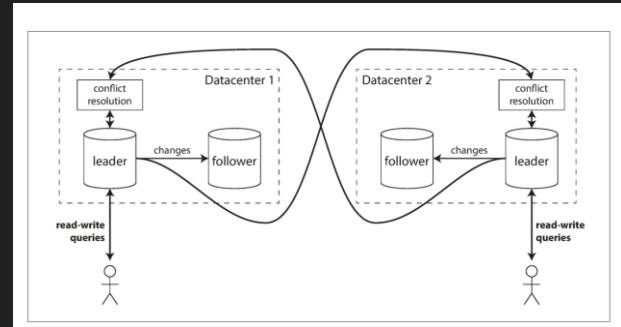 Datacenter 1
conflict
resolution
leader
changes
follower
read-write
queries
Datacenter 2
conflict
resolution
follower
changes
leader
read-write
queries